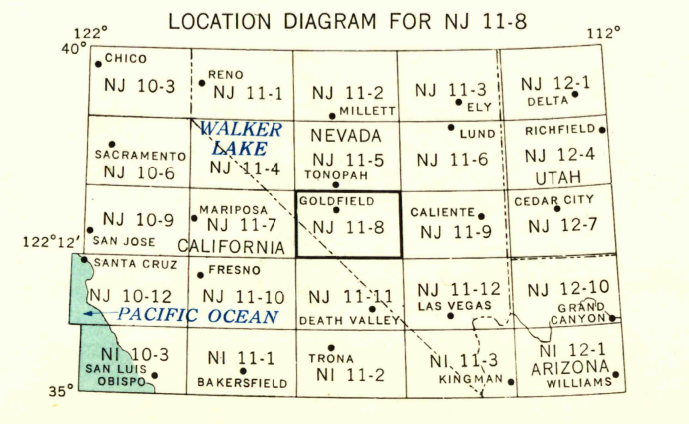 LOCATION DIAGRAM FOR NJ 11-8
122°
112°
40°
CHICO
NJ 10-3
RENO
NJ 11-1
NJ 11-2
MILLETT
NJ 11-3
ELY
NJ 12-1
DELTA
SACRAMENTO
NJ 10-6
WALKER
LAKE
NJ 11-4
NEVADA
NJ 11-5
TONOPAH
LUND
NJ 11-6
RICHFIELD
NJ 12-4
UTAH
NJ 10-9
SAN JOSE
MARIPOSA
NJ 11-7
CALIFORNIA
GOLDFIELD
NJ 11-8
CALIENTE
NJ 11-9
CEDAR CITY
NJ 12-7
122°12'
SANTA CRUZ
NJ 10-12
FRESNO
NJ 11-10
PACIFIC OCEAN
NJ 11-11
DEATH VALLEY
NJ 11-12
LAS VEGAS
NJ 12-10
GRAND
CANYON
NI 10-3
SAN LUIS
OBISPO
NI 11-1
BAKERSFIELD
TRONA
NI 11-2
NI 11-3
KINGMAN
NI 12-1
ARIZONA
WILLIAMS
35°